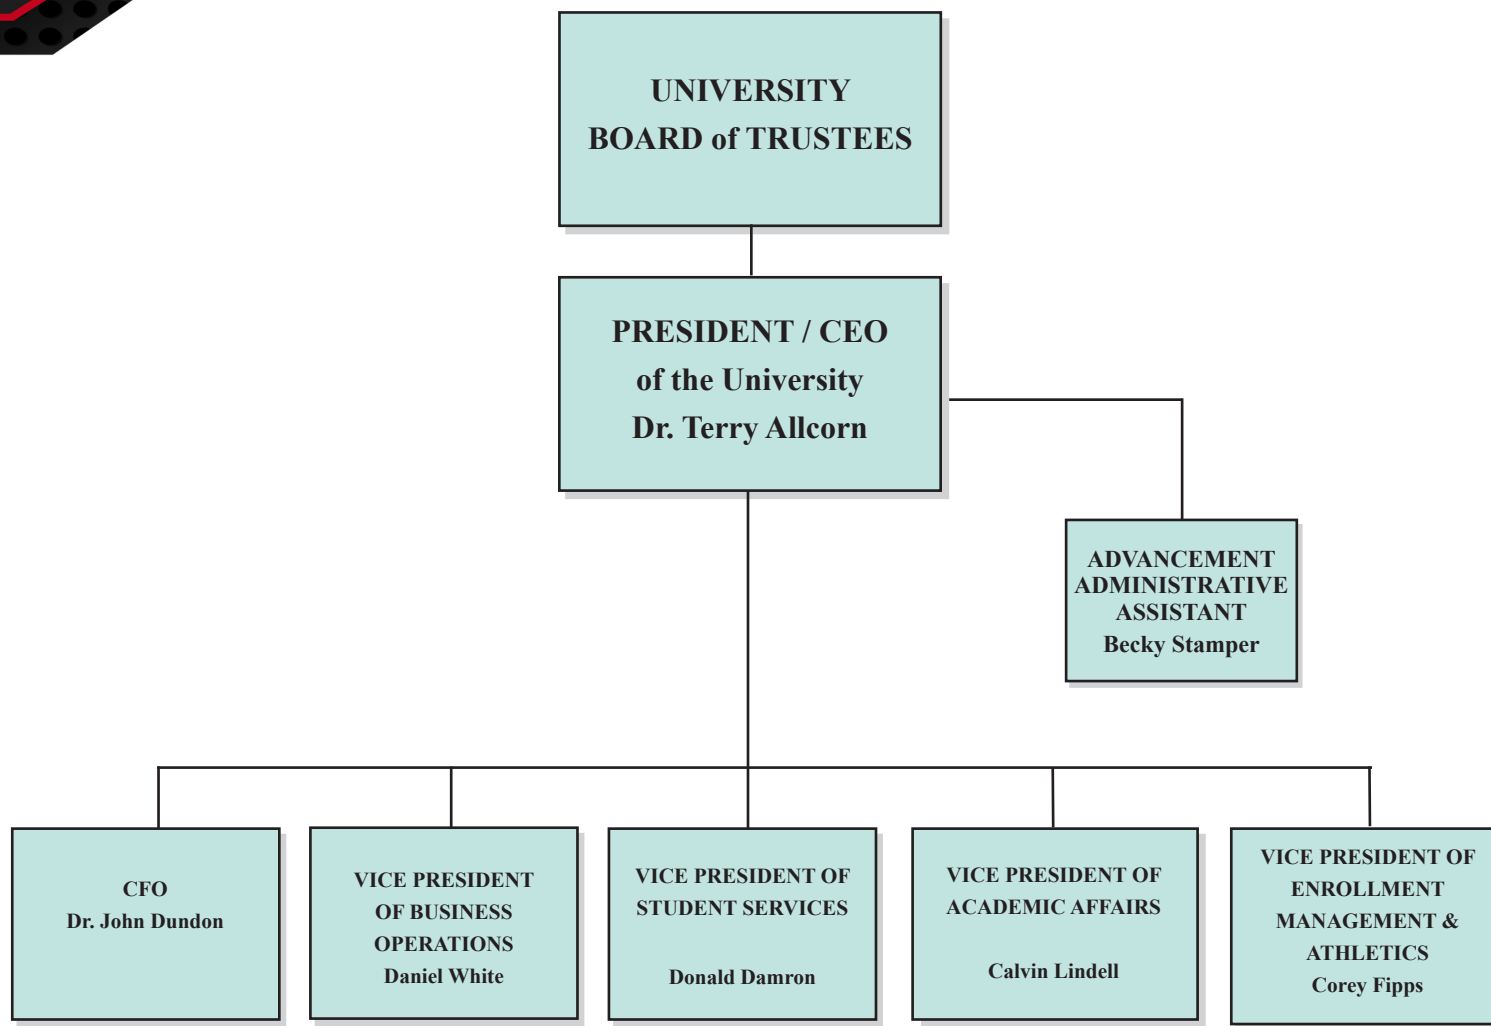 UNIVERSITY
BOARD of TRUSTEES
PRESIDENT / CEO
of the University
Dr. Terry Allcorn
ADVANCEMENT
ADMINISTRATIVE
ASSISTANT
Becky Stamper
CFO
Dr. John Dundon
VICE PRESIDENT
OF BUSINESS
OPERATIONS
Daniel White
VICE PRESIDENT OF
STUDENT SERVICES
Donald Damron
VICE PRESIDENT OF
ACADEMIC AFFAIRS
Calvin Lindell
VICE PRESIDENT OF
ENROLLMENT
MANAGEMENT &
ATHLETICS
Corey Fipps